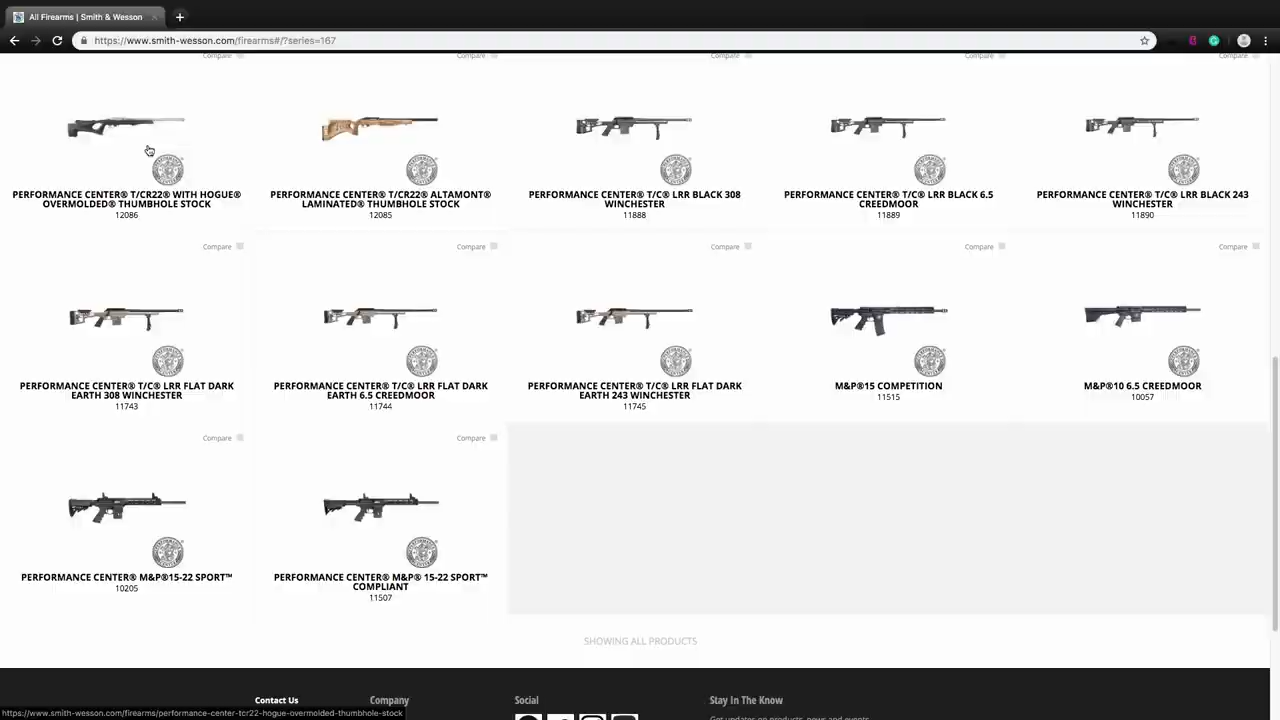 All Firearms | Smith & Wesson
https://www.smith-wesson.com/firearms#/?series=167
Compare Compare Compare Compare Compare
PERFORMANCE CENTER® T/CR22® WITH HOGUE®
OVERMOLDED® THUMBHOLE STOCK
12086
PERFORMANCE CENTER® T/CR22® ALTAMONT®
LAMINATED® THUMBHOLE STOCK
12085
PERFORMANCE CENTER® T/C® LRR BLACK 308
WINCHESTER
11888
PERFORMANCE CENTER® T/C® LRR BLACK 6.5
CREEDMOOR
11889
PERFORMANCE CENTER® T/C® LRR BLACK 243
WINCHESTER
11890
Compare Compare Compare Compare Compare
PERFORMANCE CENTER® T/C® LRR FLAT DARK
EARTH 308 WINCHESTER
11743
PERFORMANCE CENTER® T/C® LRR FLAT DARK
EARTH 6.5 CREEDMOOR
11744
PERFORMANCE CENTER® T/C® LRR FLAT DARK
EARTH 243 WINCHESTER
11745
M&P®15 COMPETITION
11515
M&P®10 6.5 CREEDMOOR
10057
Compare Compare
PERFORMANCE CENTER® M&P®15-22 SPORT™
10205
PERFORMANCE CENTER® M&P® 15-22 SPORT™
COMPLIANT
11507
SHOWING ALL PRODUCTS
Contact Us
Company
Social
Stay In The Know
Get updates on products, news and events
https://www.smith-wesson.com/firearms/performance-center-tcr22-hogue-overmolded-thumbhole-stock